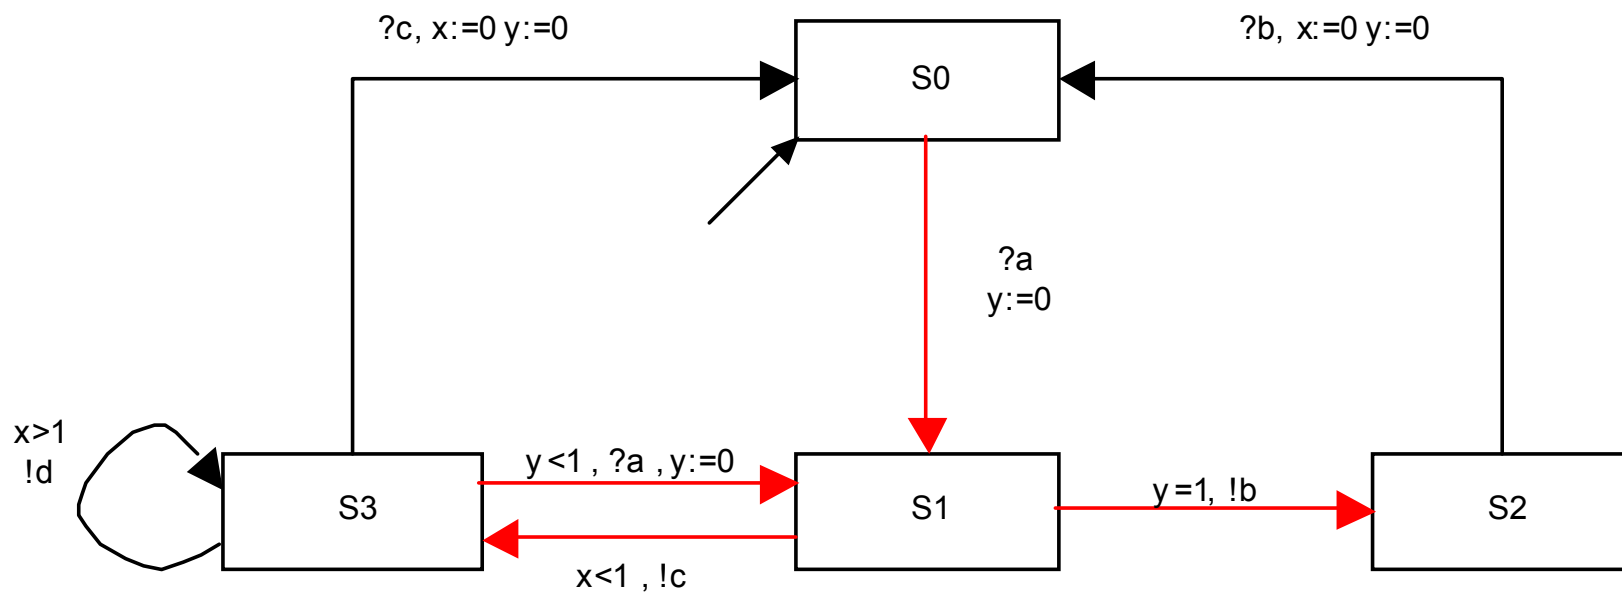 ?c, x:=0 y:=0
?b, x:=0 y:=0
S0
?a
y:=0
x>1
!d
y<1 , ?a , y:=0
y=1, !b
S3
S1
S2
x<1 , !c